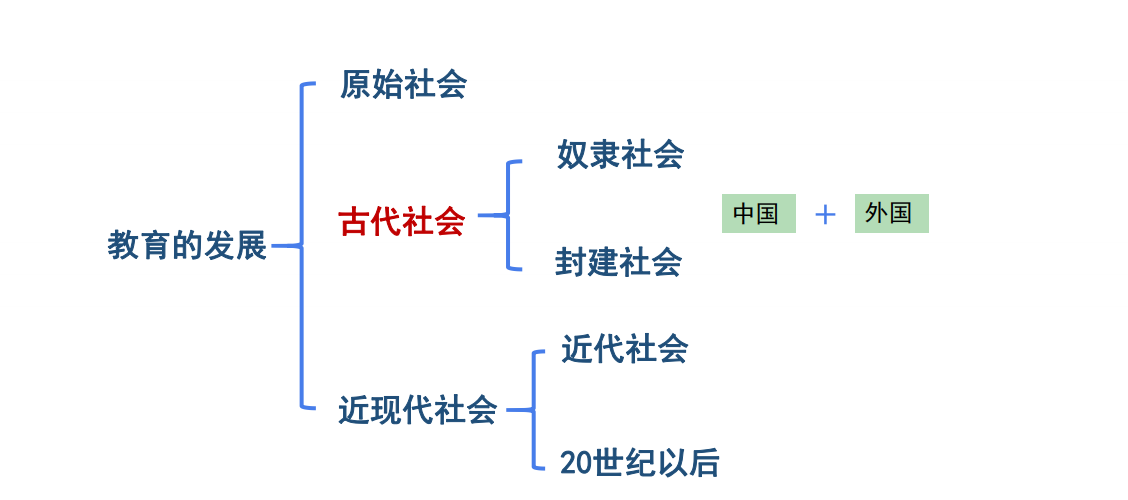 原始社会
奴隶社会
中国 + 外国
古代社会
教育的发展
封建社会
近代社会
近现代社会
20世纪以后